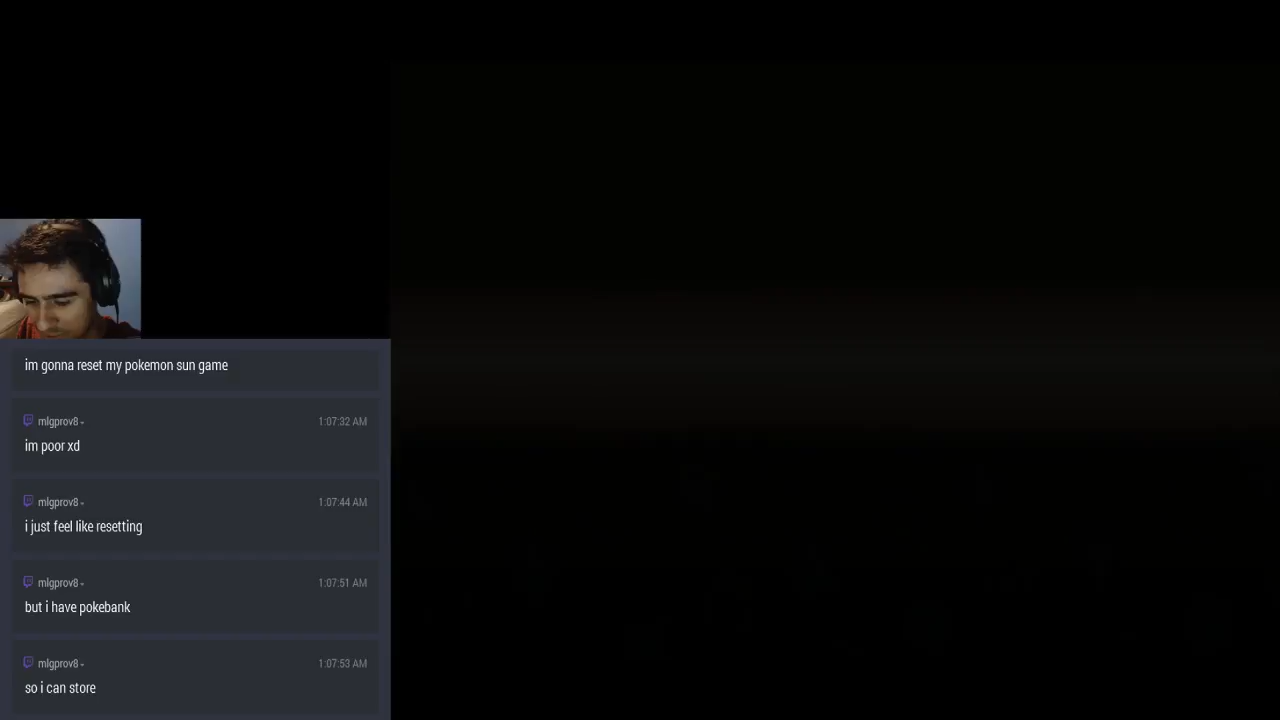 im gonna reset my pokemon sun game
mlgprov8 1:07:32 AM
im poor xd
mlgprov8 1:07:44 AM
i just feel like resetting
mlgprov8 1:07:51 AM
but i have pokebank
mlgprov8 1:07:53 AM
so i can store